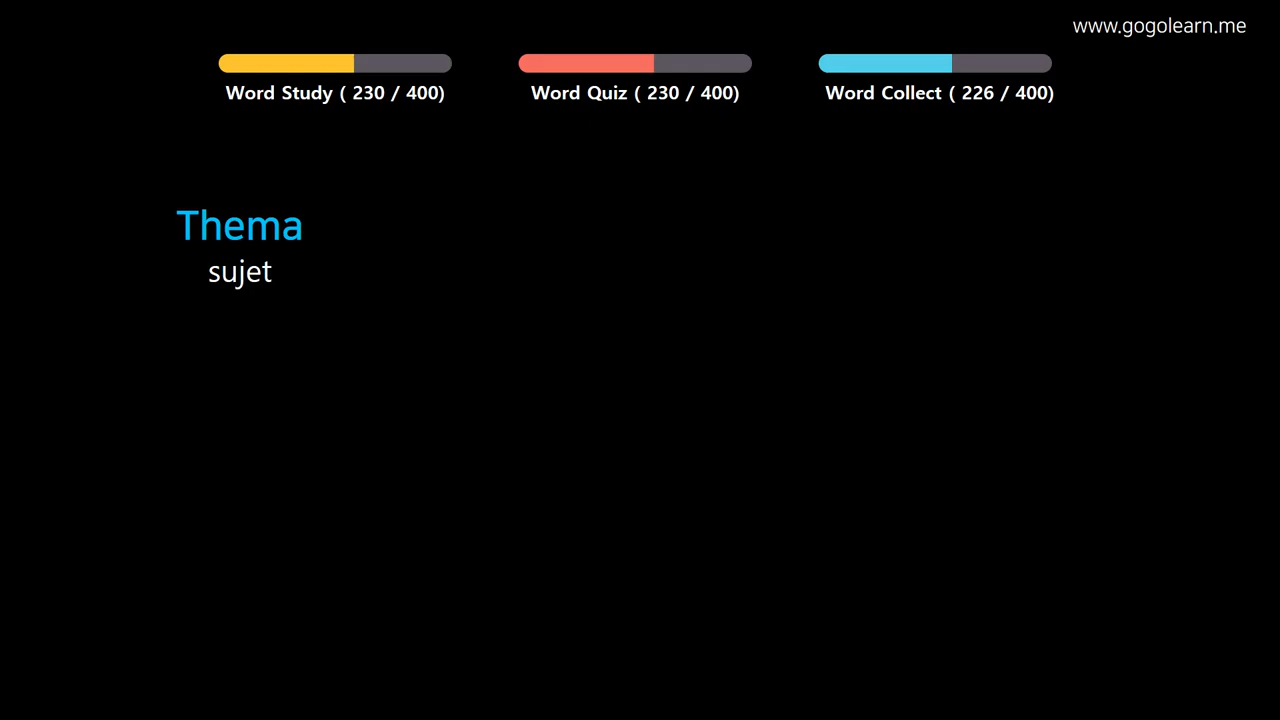 www.gogolearn.me
Word Study ( 230 / 400)
Word Quiz ( 230 / 400)
Word Collect ( 226 / 400)
Thema
sujet